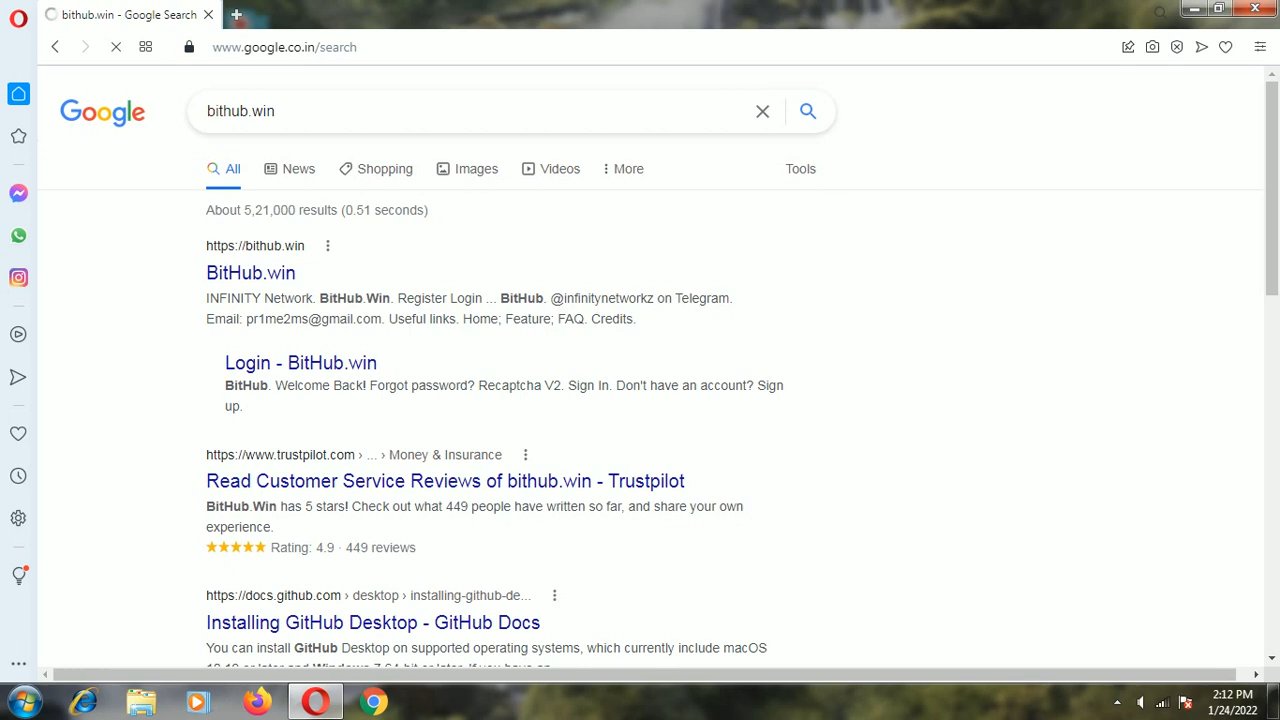 bithub.win - Google Search
www.google.co.in/search
Google
bithub.win
All
News
Shopping
Images
Videos
More
Tools
About 5,21,000 results (0.51 seconds)
https://bithub.win
BitHub.win
INFINITY Network. BitHub.Win. Register Login ... BitHub. @infinitynetworkz on Telegram.
Email: pr1me2ms@gmail.com. Useful links. Home; Feature; FAQ. Credits.
Login - BitHub.win
BitHub. Welcome Back! Forgot password? Recaptcha V2. Sign In. Don't have an account? Sign
up.
https://www.trustpilot.com › ... › Money & Insurance
Read Customer Service Reviews of bithub.win - Trustpilot
BitHub.Win has 5 stars! Check out what 449 people have written so far, and share your own
experience.
Rating: 4.9 · 449 reviews
https://docs.github.com › desktop › installing-github-de...
Installing GitHub Desktop - GitHub Docs
You can install GitHub Desktop on supported operating systems, which currently include macOS
2:12 PM
1/24/2022